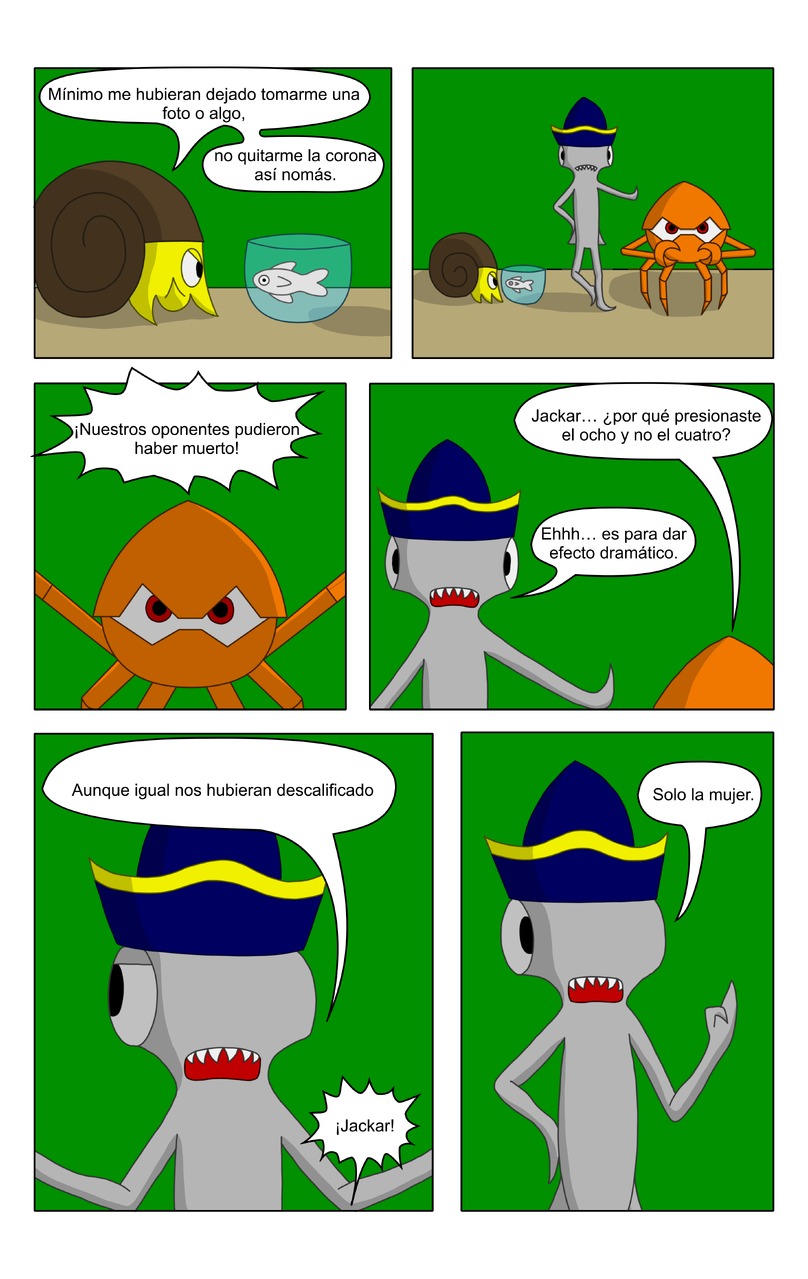 Mínimo me hubieran dejado tomarme una
foto o algo,
no quitarme la corona
así nomás.
¡Nuestros oponentes pudieron
haber muerto!
Jackar… ¿por qué presionaste
el ocho y no el cuatro?
Ehhh… es para dar
efecto dramático.
Aunque igual nos hubieran descalificado
¡Jackar!
Solo la mujer.